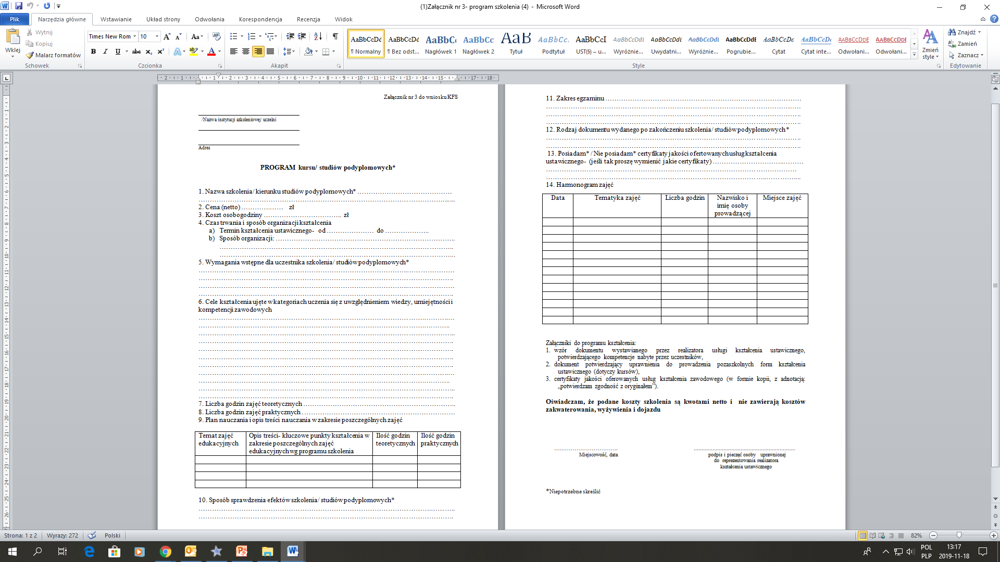 (1)Załącznik nr 3- program szkolenia (4) - Microsoft Word
Plik Narzędzia główne Wstawianie Układ strony Odwołania Korespondencja Recenzja Widok
Wklej
Wytnij
Kopiuj
Malarz formatów
Schowek
Times New Rom 10
Czcionka
Akapit
AaBbCcDd AaBbCcDd AaBbC AaBbCc AaB AaBbCc. AaBbCcI AaBbCcDdE AaBbCcDdE AaBbCcDdE AaBbCcDdE AaBbCcDd AaBbCcDd AABBCCDDE AABBCCDDE
¶ Normalny ¶ Bez odst... Nagłówek 1 Nagłówek 2 Tytuł Podtytuł UST(§) – u... Wyróżnie... Uwydatni... Wyróżnie... Pogrubie... Cytat Cytat inte... Odwołani... Odwołani...
Style
Zmień style
Znajdź
Zamień
Zaznacz
Edytowanie
Załącznik nr 3 do wniosku KFS
/Nazwa instytucji szkoleniowej/ uczelni
Adres
PROGRAM kursu/ studiów podyplomowych*
1. Nazwa szkolenia/ kierunku studiów podyplomowych* ……………………………………
……………………………………………………………………………………………………
2. Cena (netto) ………………… zł
3. Koszt osobogodziny …………………………….. zł
4. Czas trwania i sposób organizacji kształcenia
a) Termin kształcenia ustawicznego- od ………………… do ………………..
b) Sposób organizacji: ……………………………………………………………………..
……………………………………………………………………………………………..
……………………………………………………………………………………………...
5. Wymagania wstępne dla uczestnika szkolenia/ studiów podyplomowych*
……………………………………………………………………………………………………
……………………………………………………………………………………………………
……………………………………………………………………………………………………
……………………………………………………………………………………………………
6. Cele kształcenia ujęte w kategoriach uczenia się z uwzględnieniem wiedzy, umiejętności i
kompetencji zawodowych
……………………………………………………………………………………………………
……………………………………………………………………………………………………
……………………………………………………………………………………………………
……………………………………………………………………………………………………
……………………………………………………………………………………………………
……………………………………………………………………………………………………
……………………………………………………………………………………………………
……………………………………………………………………………………………………
……………………………………………………………………………………………………
……………………………………………………………………………………………………
……………………………………………………………………………………………………
7. Liczba godzin zajęć teoretycznych …………………………………………………………..
8. Liczba godzin zajęć praktycznych …………………………………………………………..
9. Plan nauczania i opis treści nauczania w zakresie poszczególnych zajęć
Temat zajęć edukacyjnych
Opis treści- kluczowe punkty kształcenia w
zakresie poszczególnych zajęć
edukacyjnych wg programu szkolenia
Ilość godzin teoretycznych
Ilość godzin praktycznych
10. Sposób sprawdzenia efektów szkolenia/ studiów podyplomowych*
……………………………………………………………………………………………………
……………………………………………………………………………………………………
11. Zakres egzaminu ……………………………………………………………………………
……………………………………………………………………………………………………
……………………………………………………………………………………………………
……………………………………………………………………………………………………
12. Rodzaj dokumentu wydanego po zakończeniu szkolenia/ studiów podyplomowych*
……………………………………………………………………………………………………
……………………………………………………………………………………………………
13. Posiadam* / Nie posiadam* certyfikaty jakości ofertowanych usług kształcenia
ustawicznego- (jeśli tak proszę wymienić jakie certyfikaty) …………………………………
……………………………………………………………………………………………………
……………………………………………………………………………………………………
14. Harmonogram zajęć
Data
Tematyka zajęć
Liczba godzin
Nazwisko i
imię osoby
prowadzącej
Miejsce zajęć
Załączniki do programu kształcenia:
1. wzór dokumentu wystawianego przez realizatora usługi kształcenia ustawicznego,
potwierdzającego kompetencje nabyte przez uczestników,
2. dokument potwierdzający uprawnienia do prowadzenia pozaszkolnych form kształcenia
ustawicznego (dotyczy kursów),
3. certyfikaty jakości oferowanych usług kształcenia zawodowego (w formie kopii, z adnotacją:
„potwierdzam zgodność z oryginałem”).
Oświadczam, że podane koszty szkolenia są kwotami netto i nie zawierają kosztów
zakwaterowania, wyżywienia i dojazdu
……………………………… ……………………………………………
Miejscowość, data
podpis i pieczęć osoby uprawnionej
do reprezentowania realizatora
kształcenia ustawicznego
*Niepotrzebne skreślić
Strona: 1 z 2 Wyrazy: 272 Polski 82%
POL 13:17
PLP 2019-11-18